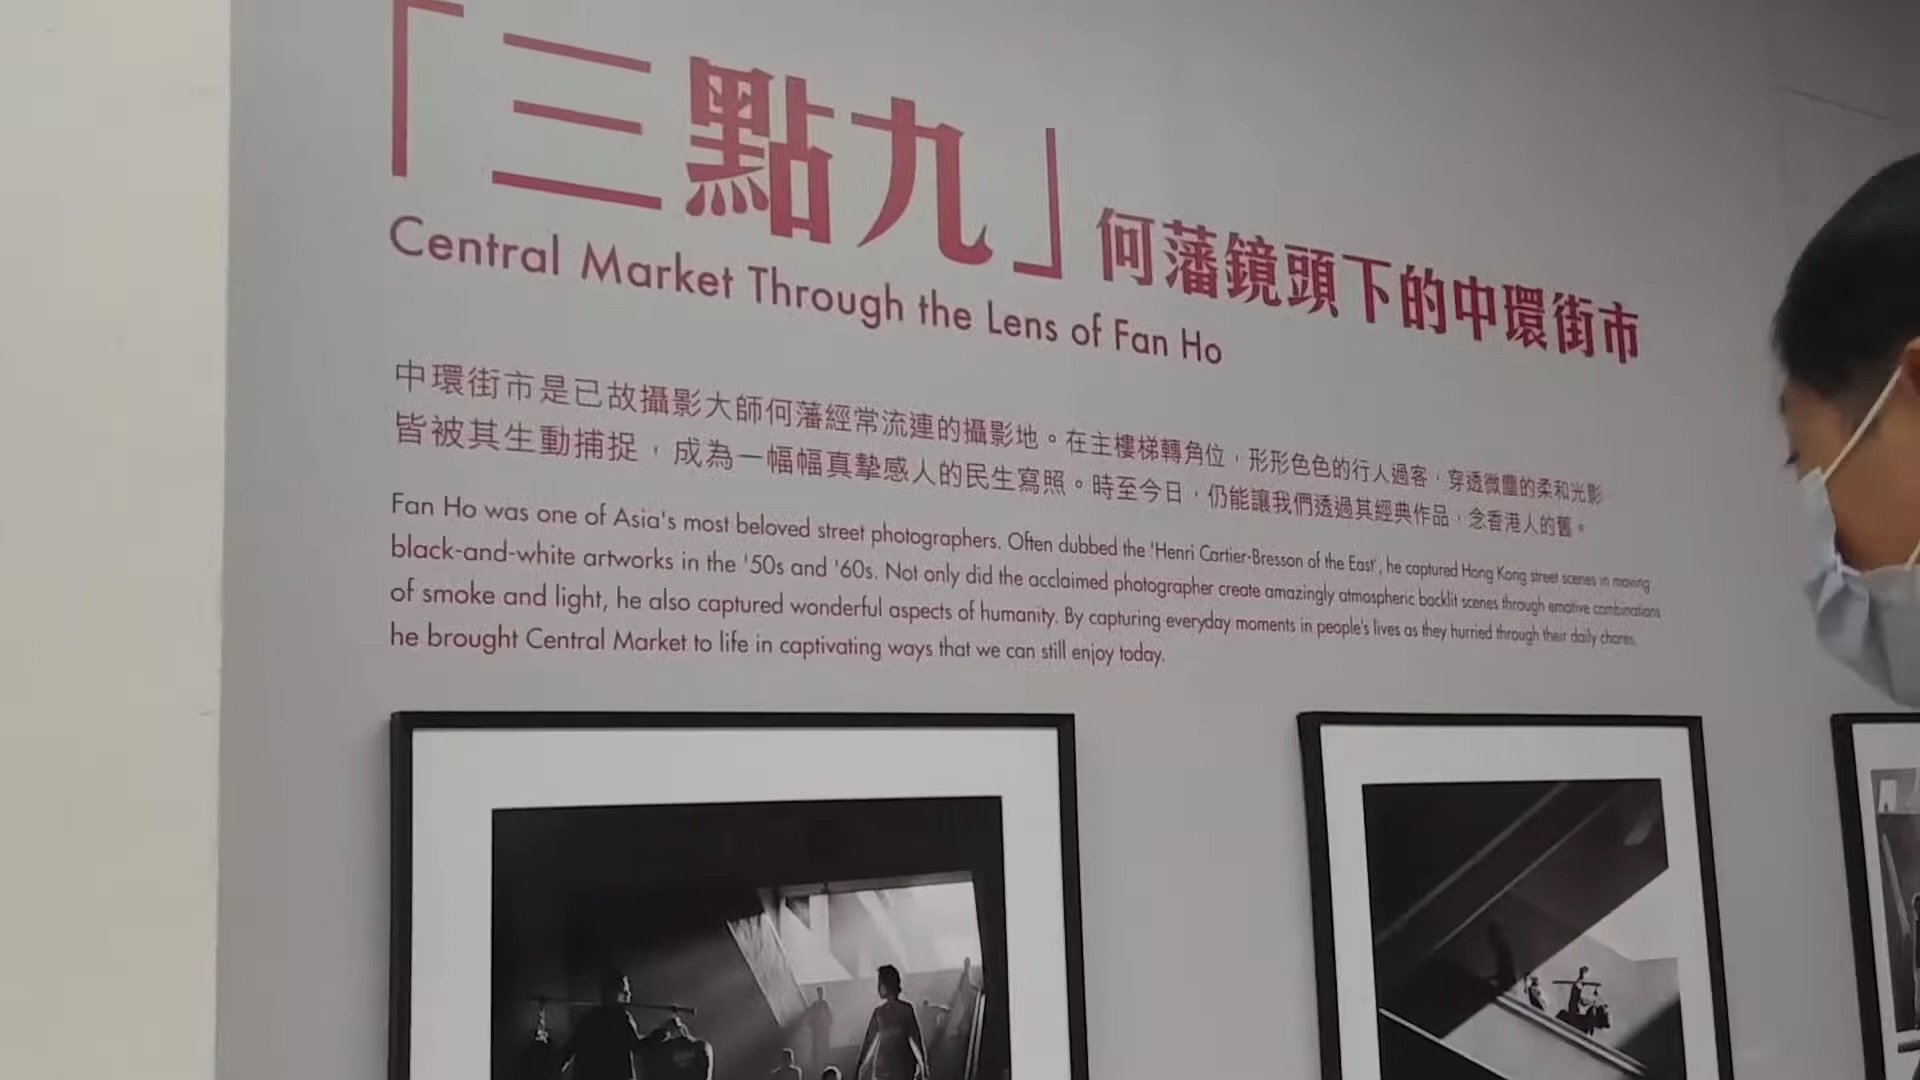 「三點九」何藩鏡頭下的中環街市
Central Market Through the Lens of Fan Ho
中環街市是已故攝影大師何藩經常流連的攝影地。在主樓梯轉角位，形形色色的行人過客，穿透微塵的柔和光影
皆被其生動捕捉，成為一幅幅真摯感人的民生寫照。時至今日，仍能讓我們透過其經典作品，念香港人的舊。
Fan Ho was one of Asia's most beloved street photographers. Often dubbed the 'Henri Cartier-Bresson of the East', he captured Hong Kong street scenes in moving
black-and-white artworks in the '50s and '60s. Not only did the acclaimed photographer create amazingly atmospheric backlit scenes through emotive combinations
of smoke and light, he also captured wonderful aspects of humanity. By capturing everyday moments in people's lives as they hurried through their daily chores,
he brought Central Market to life in captivating ways that we can still enjoy today.